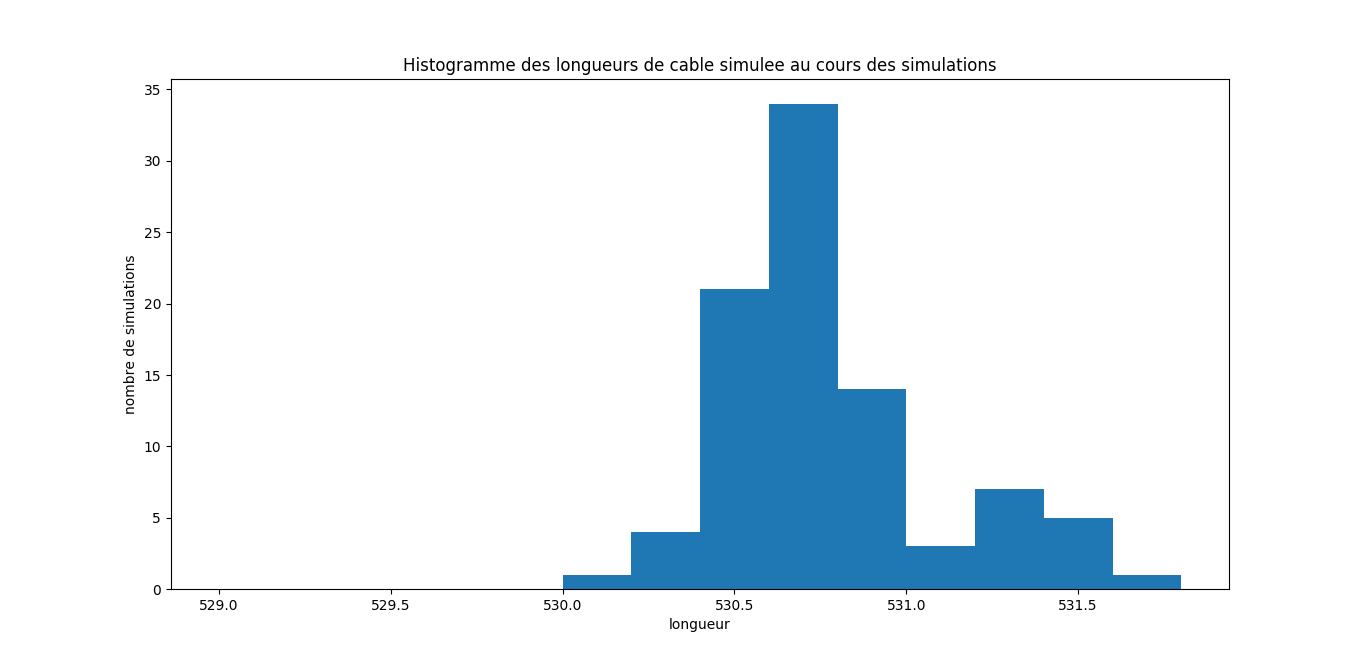 Histogramme des longueurs de cable simulee au cours des simulations
35
30
25
20
15
10
5
0
nombre de simulations
529.0 529.5 530.0 530.5 531.0 531.5
longueur